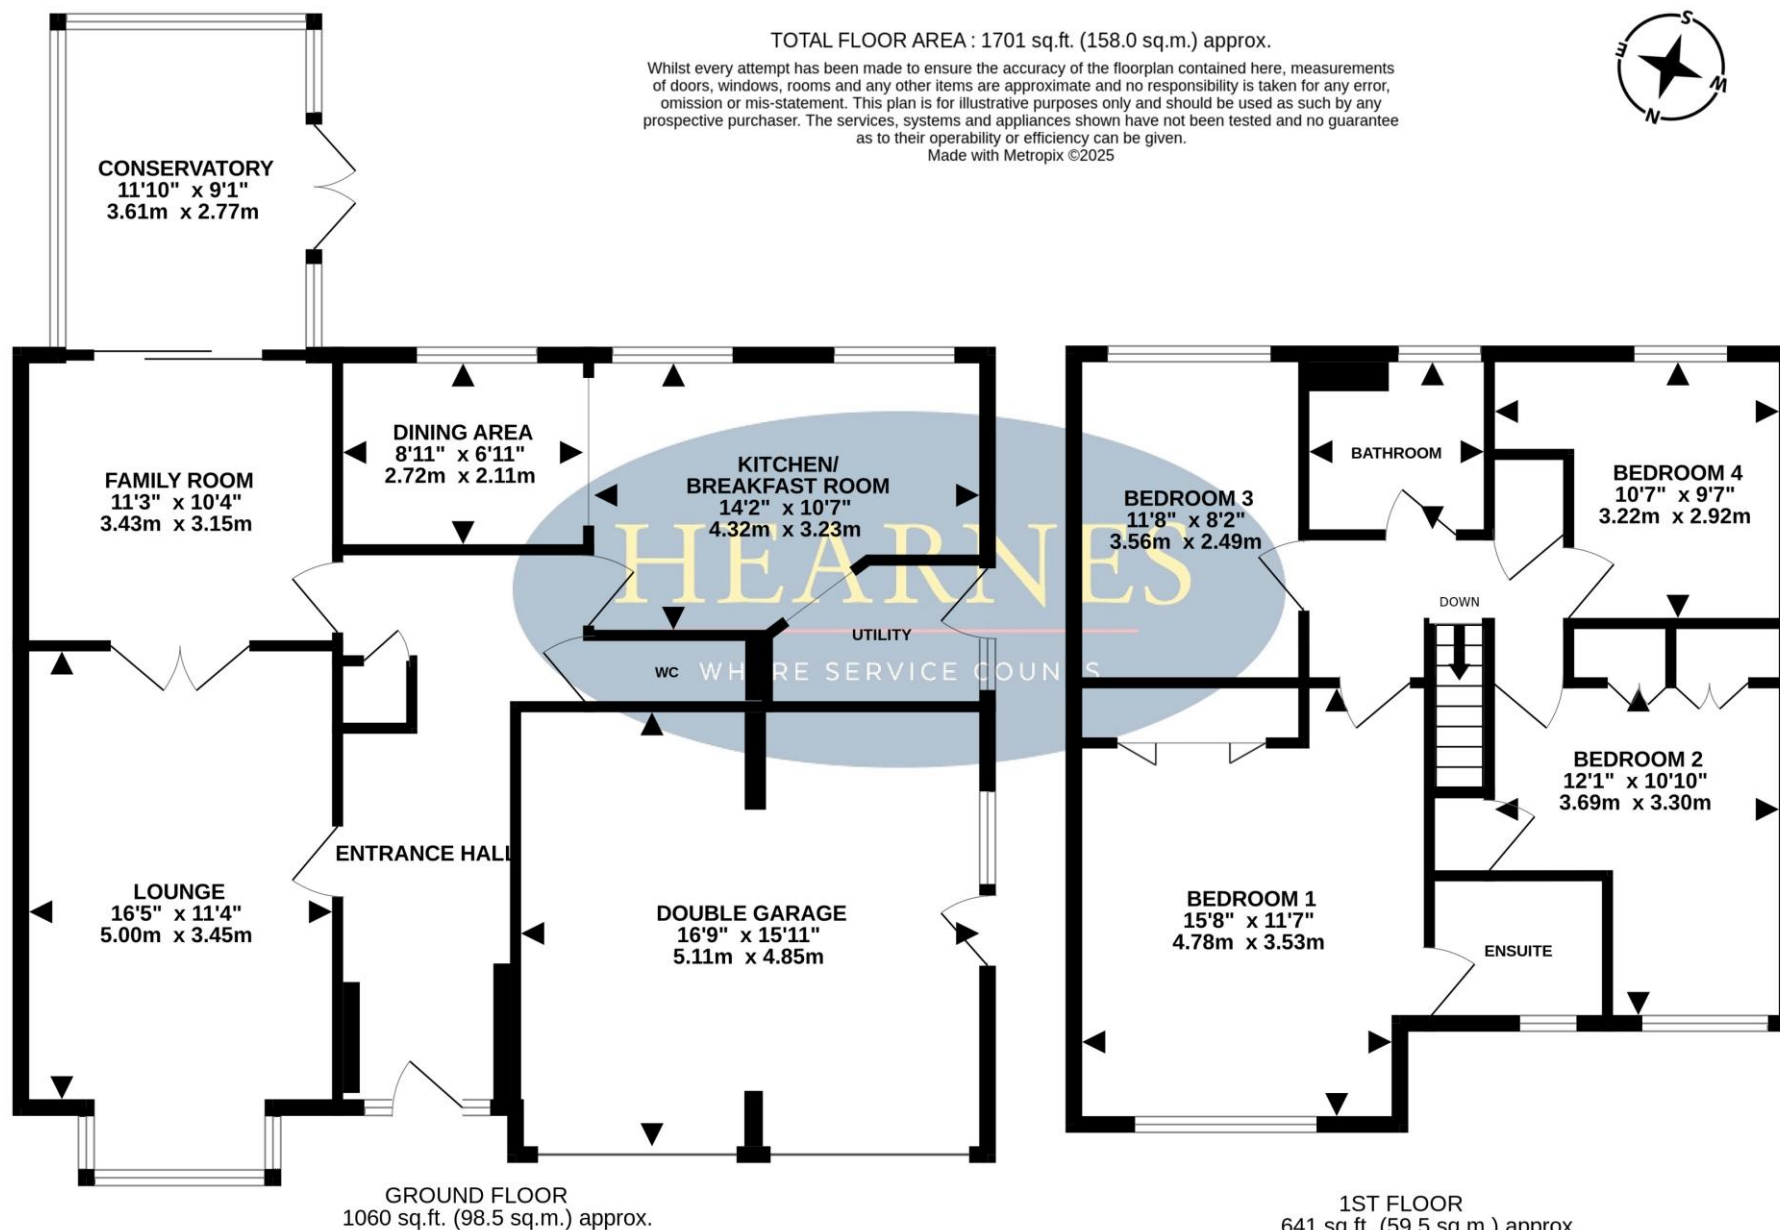 TOTAL FLOOR AREA : 1701 sq.ft. (158.0 sq.m.) approx.
Whilst every attempt has been made to ensure the accuracy of the floorplan contained here, measurements
of doors, windows, rooms and any other items are approximate and no responsibility is taken for any error,
omission or mis-statement. This plan is for illustrative purposes only and should be used as such by any
prospective purchaser. The services, systems and appliances shown have not been tested and no guarantee
as to their operability or efficiency can be given.
Made with Metropix ©2025
S
E
W
N
CONSERVATORY
11'10" x 9'1"
3.61m x 2.77m
FAMILY ROOM
11'3" x 10'4"
3.43m x 3.15m
DINING AREA
8'11" x 6'11"
2.72m x 2.11m
KITCHEN/
BREAKFAST ROOM
14'2" x 10'7"
4.32m x 3.23m
HEARNES
WHERE SERVICE COUNTS
UTILITY
WC
ENTRANCE HALL
LOUNGE
16'5" x 11'4"
5.00m x 3.45m
DOUBLE GARAGE
16'9" x 15'11"
5.11m x 4.85m
GROUND FLOOR
1060 sq.ft. (98.5 sq.m.) approx.
BEDROOM 3
11'8" x 8'2"
3.56m x 2.49m
BATHROOM
BEDROOM 4
10'7" x 9'7"
3.22m x 2.92m
DOWN
BEDROOM 2
12'1" x 10'10"
3.69m x 3.30m
BEDROOM 1
15'8" x 11'7"
4.78m x 3.53m
ENSUITE
1ST FLOOR
641 sq.ft. (59.5 sq.m.) approx.